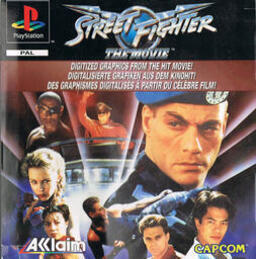 PlayStation
PAL
STREET FIGHTER
THE MOVIE
DIGITIZED GRAPHICS FROM THE HIT MOVIE!
DIGITALISIERTE GRAFIKEN AUS DEM KINOHIT!
DES GRAPHISMES DIGITALISÉS À PARTIR DU CÉLÈBRE FILM!
AKKlaim
CAPCOM